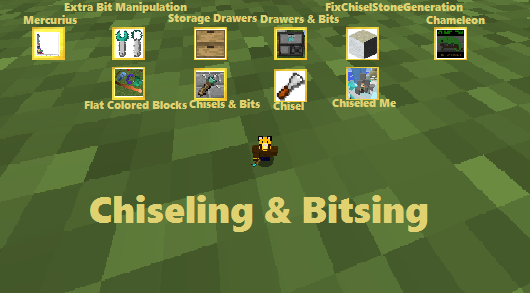 Extra Bit Manipulation
FixChiselStoneGeneration
Mercurius
Storage Drawers
Drawers & Bits
Chameleon
Flat Colored Blocks
Chisels & Bits
Chisel
Chiseled Me
Chiseling & Bitsing